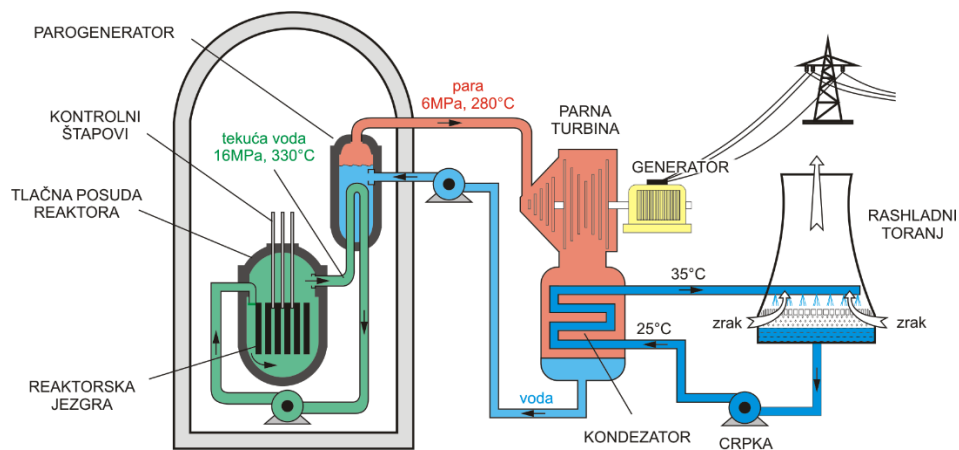 PAROGENERATOR
KONTROLNI
ŠTAPOVI
tekuća voda
16MPa, 330°C
TLAČNA POSUDA
REAKTORA
REAKTORSKA
JEZGRA
para
6MPa, 280°C
PARNA
TURBINA
GENERATOR
RASHLADNI
TORANJ
35°C
zrak
zrak
25°C
voda
KONDEZATOR
CRPKA